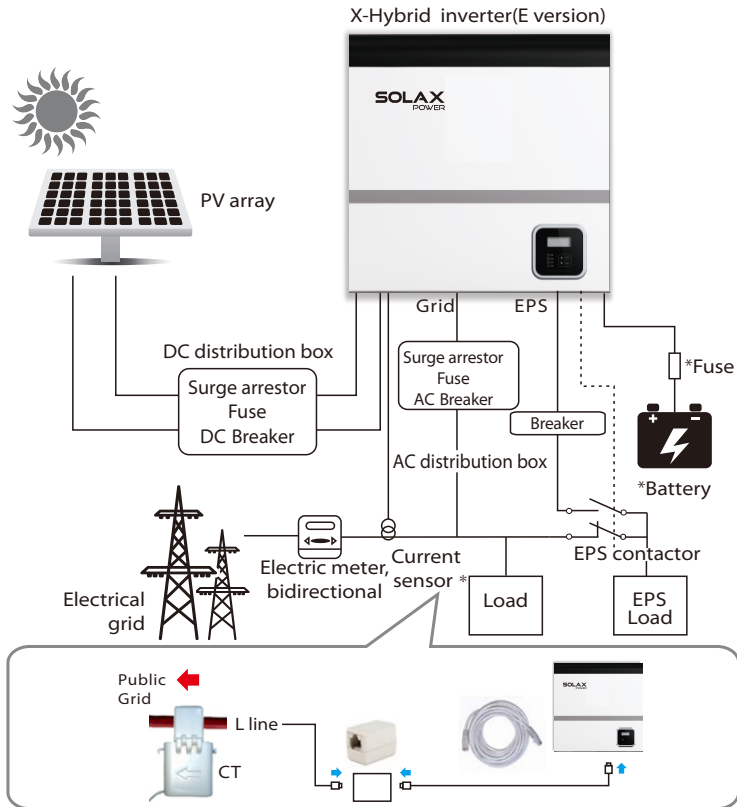 X-Hybrid inverter(E version)
SOLAX
POWER
PV array
Grid
EPS
DC distribution box
Surge arrestor
Fuse
DC Breaker
Surge arrestor
Fuse
AC Breaker
*Fuse
Breaker
AC distribution box
*Battery
EPS contactor
Electric meter,
bidirectional
Current
sensor *
Load
EPS
Load
Electrical
grid
Public
Grid
L line
CT
SOLAX
POWER